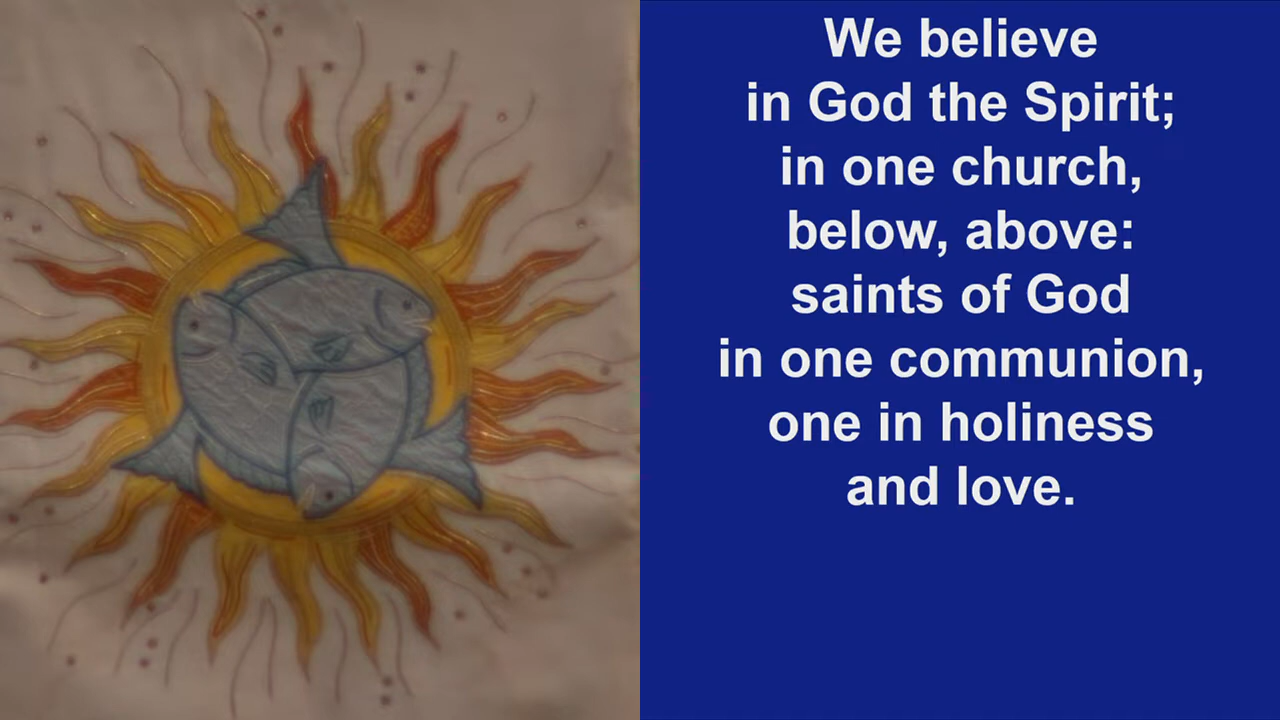 We believe
in God the Spirit;
in one church,
below, above:
saints of God
in one communion,
one in holiness
and love.